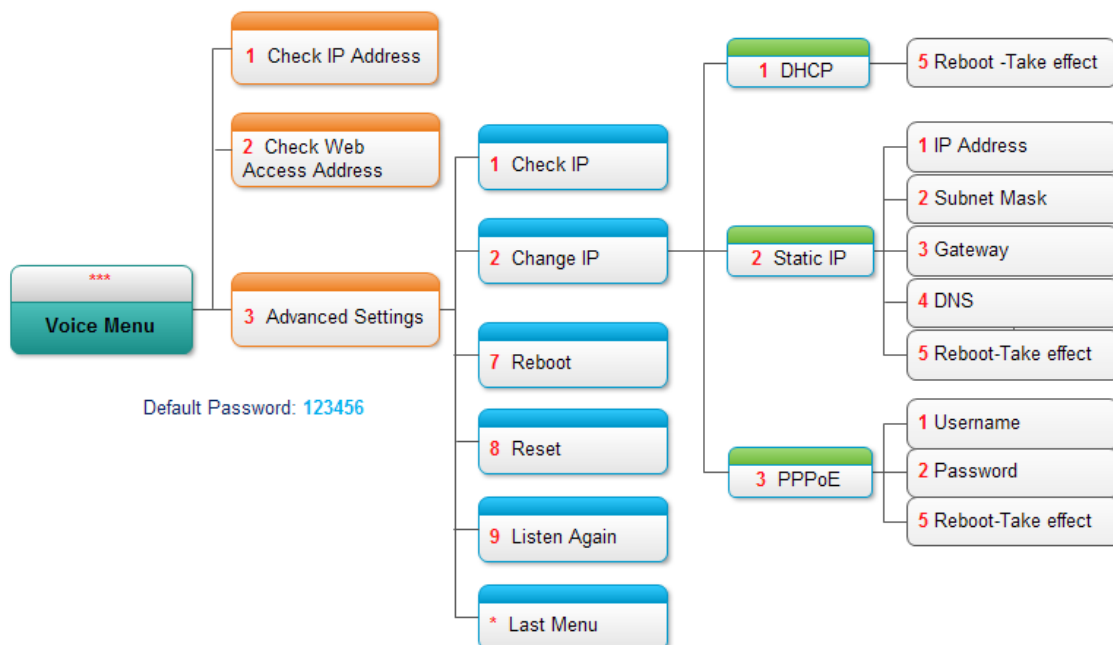 ***
Voice Menu
Default Password: 123456
1 Check IP Address
2 Check Web
Access Address
3 Advanced Settings
1 Check IP
2 Change IP
7 Reboot
8 Reset
9 Listen Again
* Last Menu
1 DHCP
5 Reboot -Take effect
2 Static IP
1 IP Address
2 Subnet Mask
3 Gateway
4 DNS
5 Reboot-Take effect
3 PPPoE
1 Username
2 Password
5 Reboot-Take effect